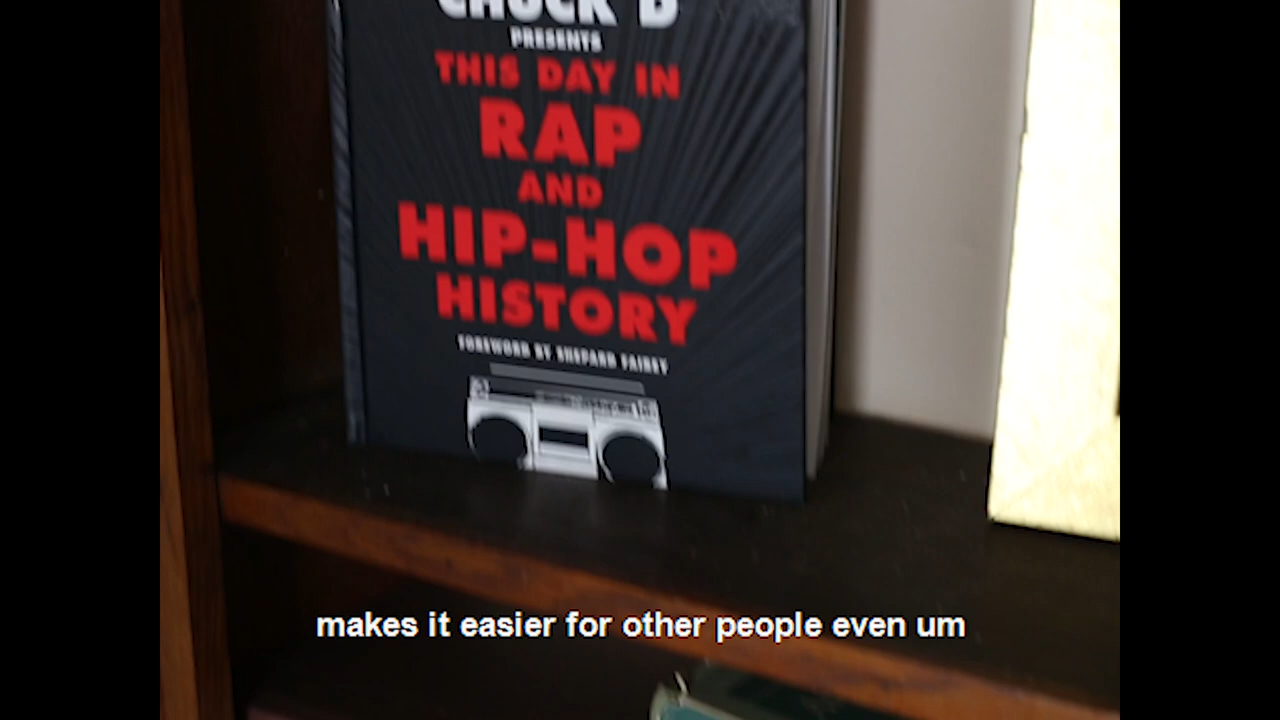 CHUCK D
PRESENTS
THIS DAY IN
RAP
AND
HIP-HOP
HISTORY
FOREWORD BY SHEPARD FAIREY
makes it easier for other people even um